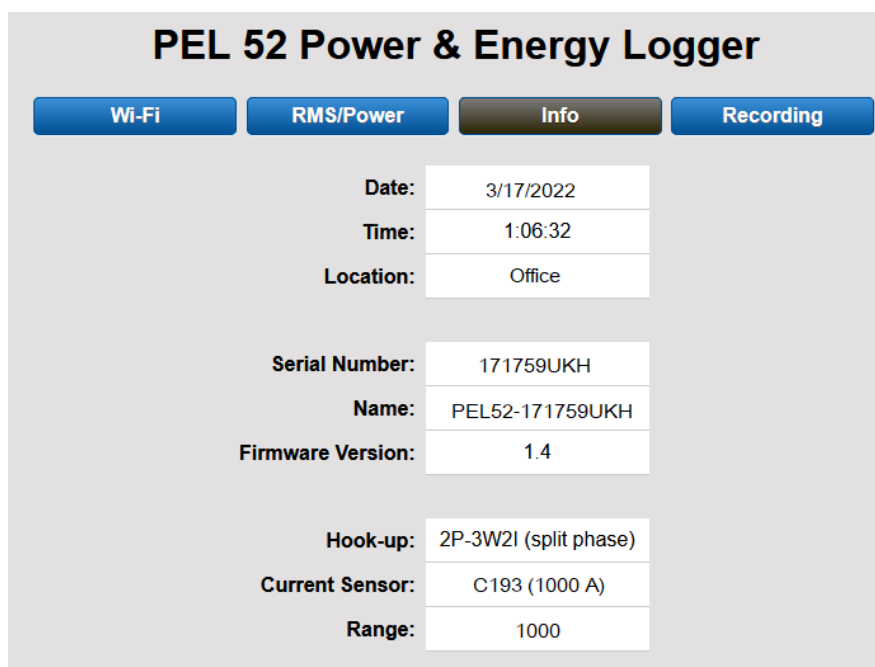 PEL 52 Power & Energy Logger
Wi-Fi RMS/Power Info Recording
Date: 3/17/2022
Time: 1:06:32
Location: Office
Serial Number: 171759UKH
Name: PEL52-171759UKH
Firmware Version: 1.4
Hook-up: 2P-3W2I (split phase)
Current Sensor: C193 (1000 A)
Range: 1000